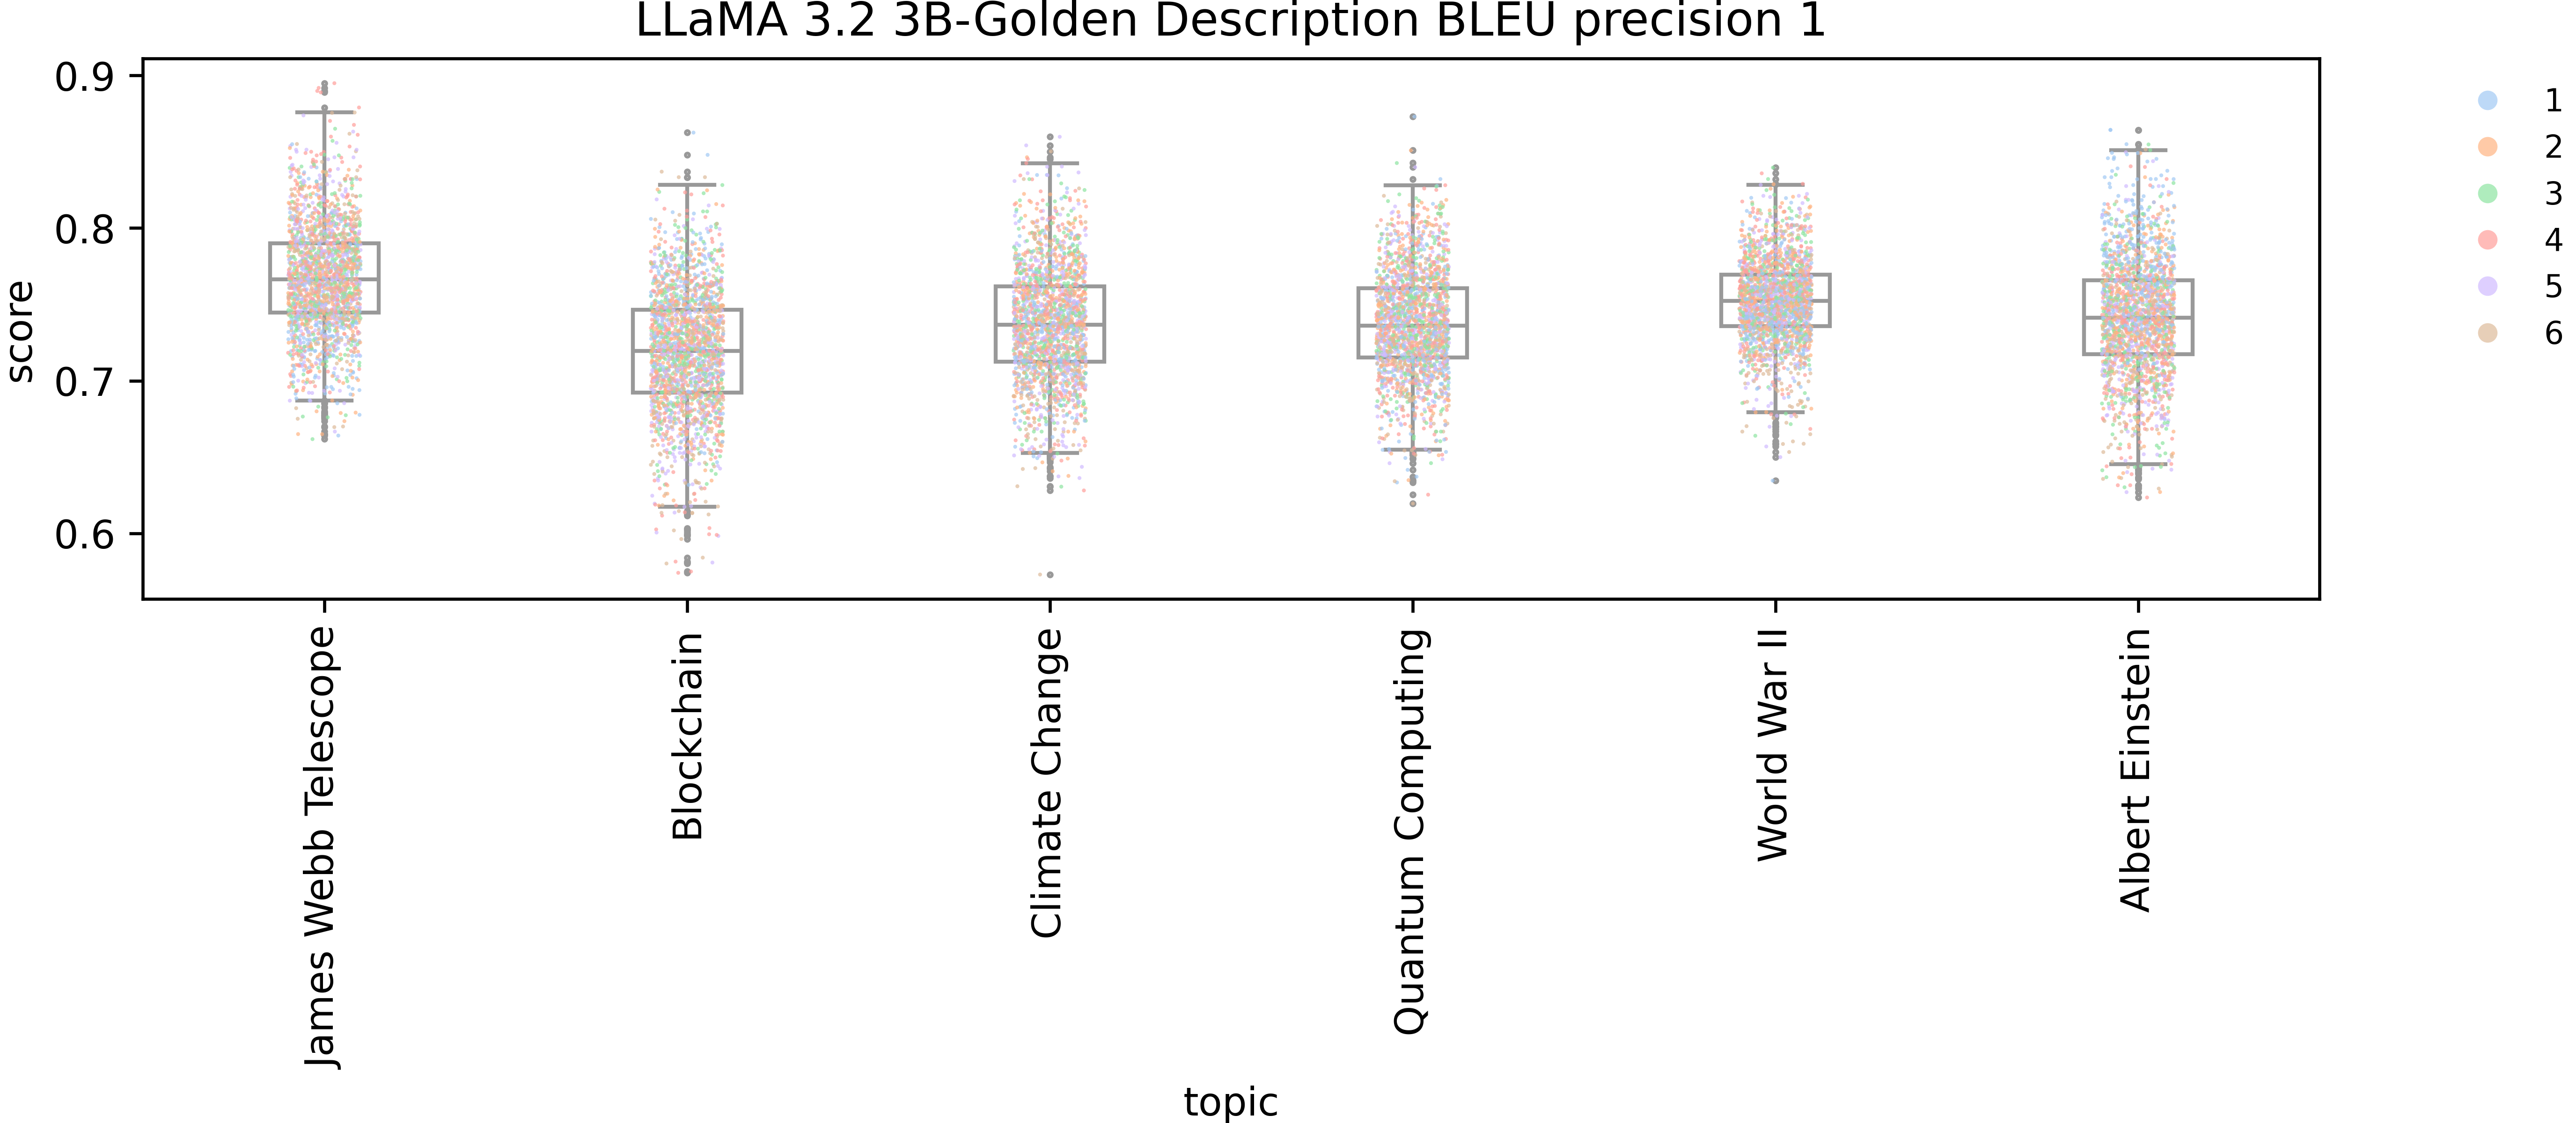 LLaMA 3.2 3B-Golden Description BLEU precision 1
score
0.9
0.8
0.7
0.6
James Webb Telescope
Blockchain
Climate Change
Quantum Computing
World War II
Albert Einstein
topic
1
2
3
4
5
6